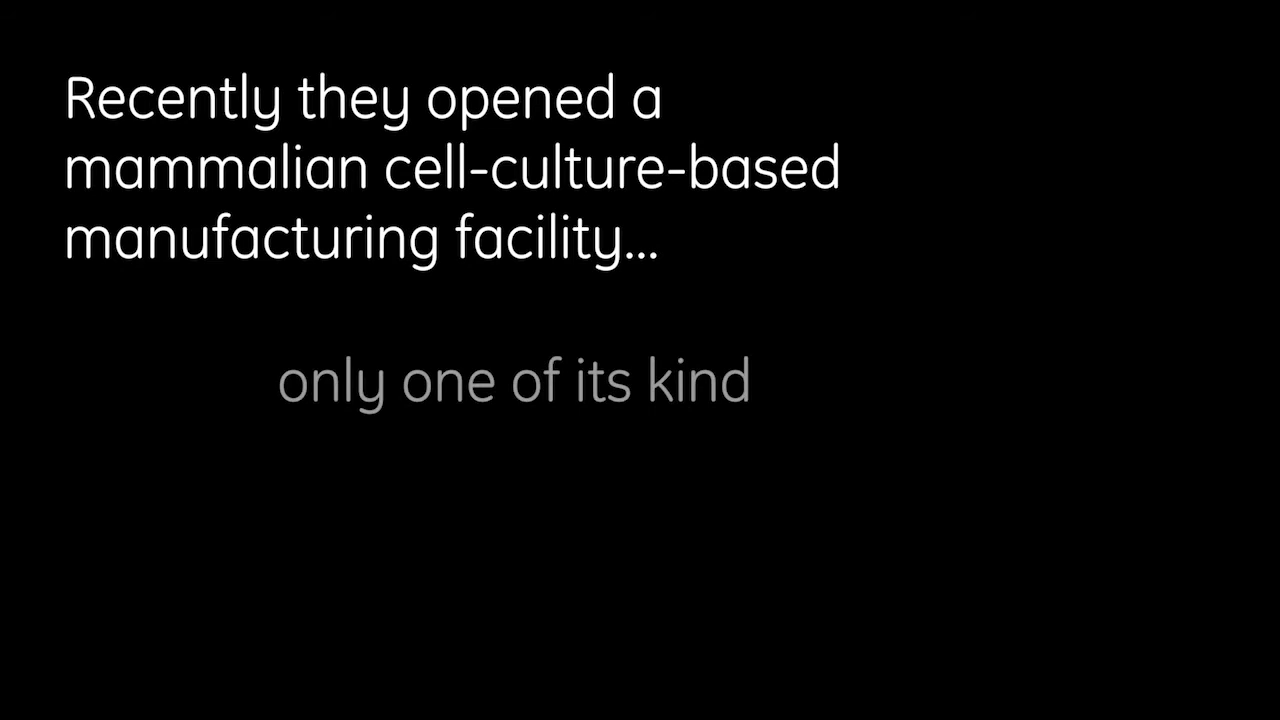 Recently they opened a
mammalian cell-culture-based
manufacturing facility...
only one of its kind